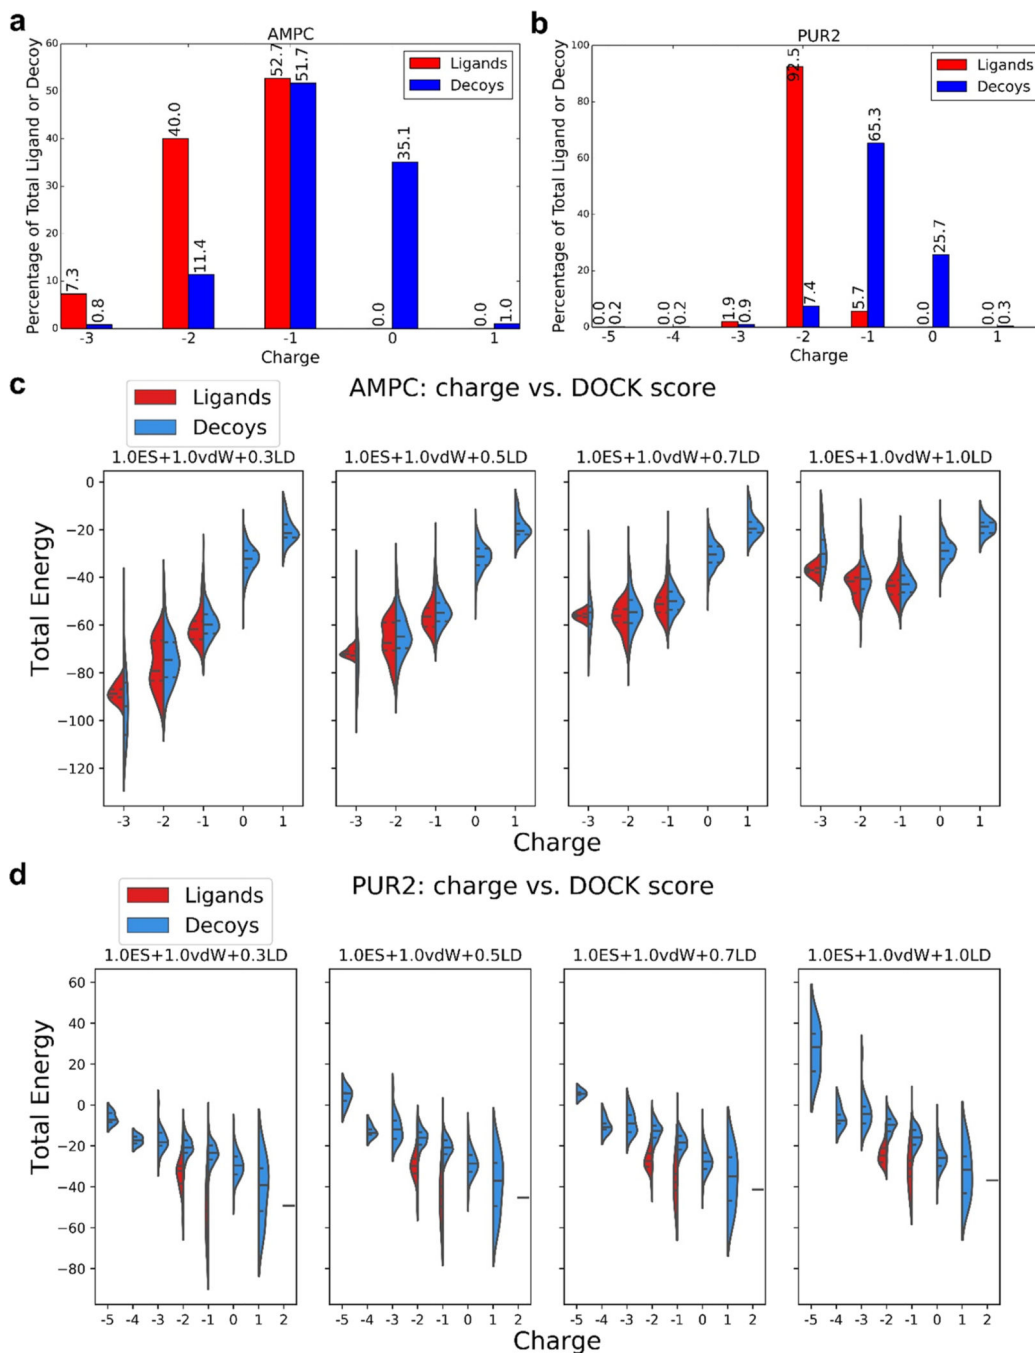 a
AMPC
Percentage of Total Ligand or Decoy
60
50
40
30
20
10
0
7.3
0.8
40.0
11.4
52.7
51.7
0.0
35.1
0.0
1.0
Ligands
Decoys
-3 -2 -1 0 1
Charge
b
PUR2
Percentage of Total Ligand or Decoy
100
80
60
40
20
0
0.0
0.2
0.0
0.2
1.9
0.9
92.5
7.4
5.7
65.3
0.0
25.7
0.0
0.3
Ligands
Decoys
-5 -4 -3 -2 -1 0 1
Charge
c
AMPC: charge vs. DOCK score
Ligands
Decoys
1.0ES+1.0vdW+0.3LD 1.0ES+1.0vdW+0.5LD 1.0ES+1.0vdW+0.7LD 1.0ES+1.0vdW+1.0LD
Total Energy
0
−20
−40
−60
−80
−100
−120
-3 -2 -1 0 1 -3 -2 -1 0 1 -3 -2 -1 0 1 -3 -2 -1 0 1
Charge
d
PUR2: charge vs. DOCK score
Ligands
Decoys
1.0ES+1.0vdW+0.3LD 1.0ES+1.0vdW+0.5LD 1.0ES+1.0vdW+0.7LD 1.0ES+1.0vdW+1.0LD
Total Energy
60
40
20
0
−20
−40
−60
−80
-5 -4 -3 -2 -1 0 1 2 -5 -4 -3 -2 -1 0 1 2 -5 -4 -3 -2 -1 0 1 2 -5 -4 -3 -2 -1 0 1 2
Charge